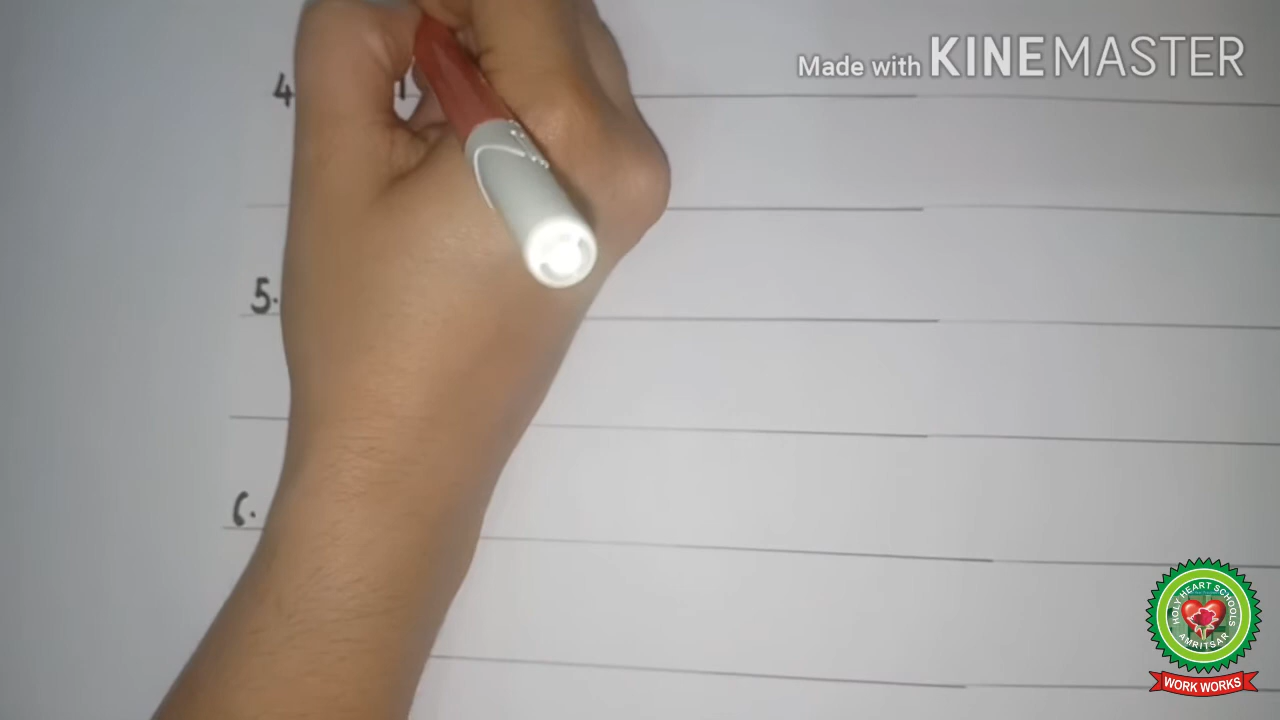 Made with KINEMASTER
4
5.
6.
HOLY HEART SCHOOLS
AMRITSAR
WORK WORKS